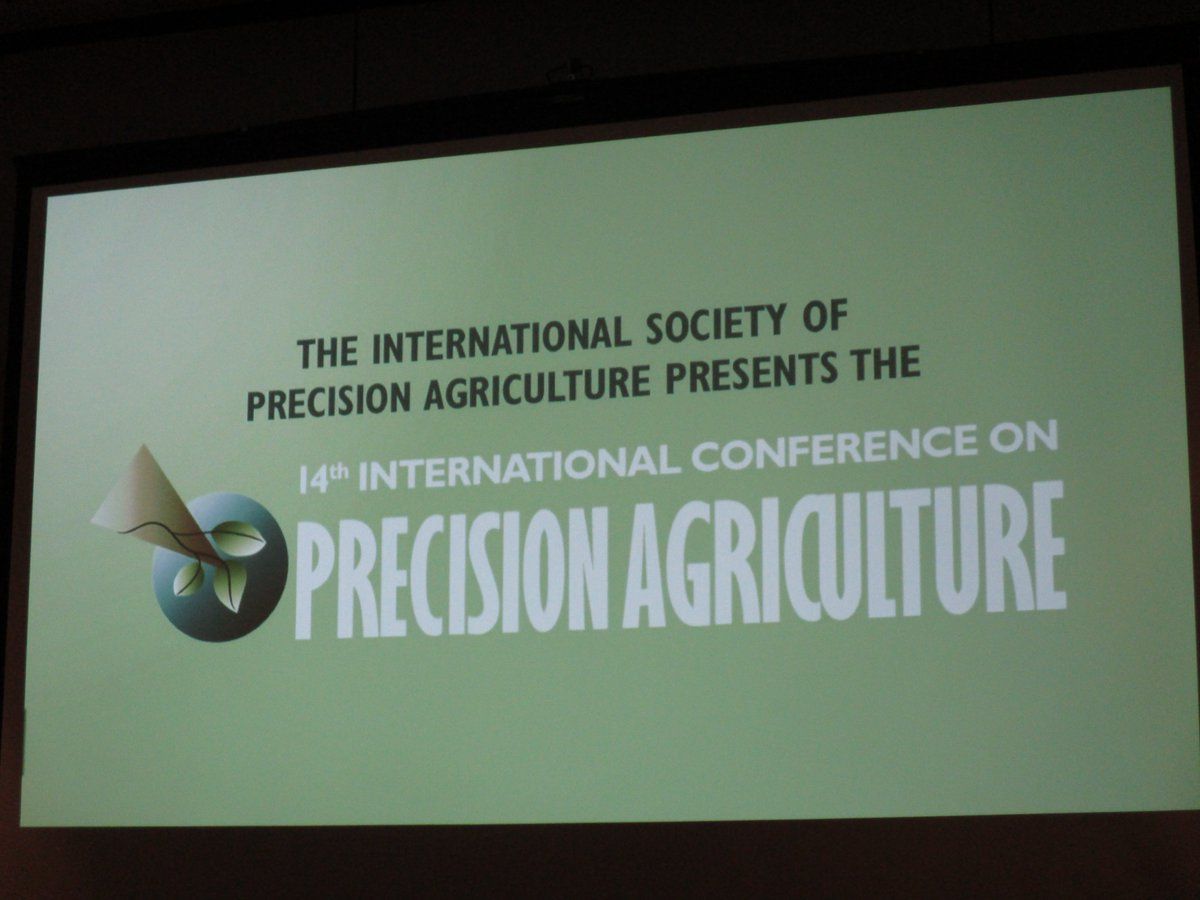 THE INTERNATIONAL SOCIETY OF
PRECISION AGRICULTURE PRESENTS THE
14th INTERNATIONAL CONFERENCE ON
PRECISION AGRICULTURE